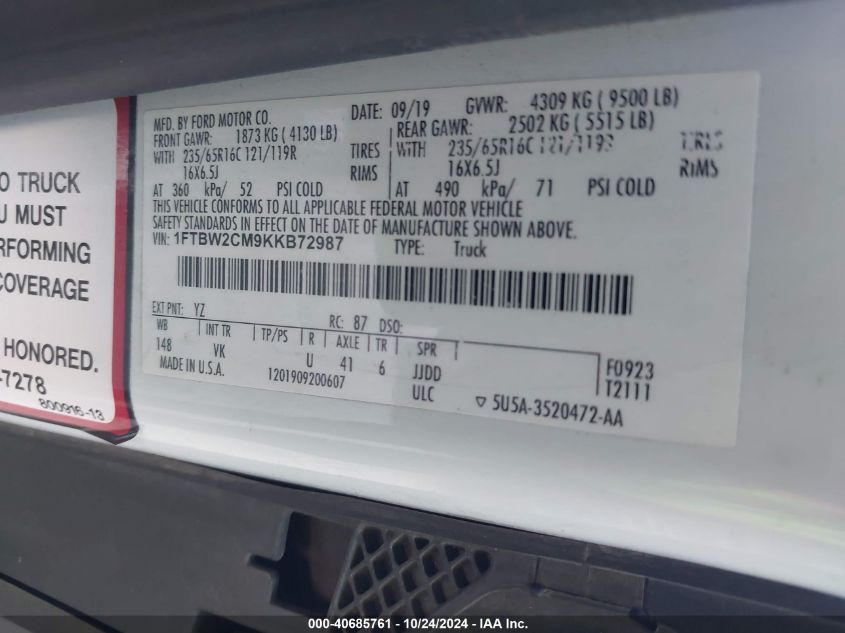 O TRUCK
U MUST
RFORMING
COVERAGE
HONORED.
-7278
800916-13
MFD. BY FORD MOTOR CO. DATE: 09/19 GVWR: 4309 KG ( 9500 LB)
FRONT GAWR: 1873 KG ( 4130 LB) REAR GAWR: 2502 KG ( 5515 LB)
WITH 235/65R16C 121/119R TIRES WITH 235/65R16C 121/119R TIRES
16X6.5J RIMS 16X6.5J RIMS
AT 360 kPa/ 52 PSI COLD AT 490 kPa/ 71 PSI COLD
THIS VEHICLE CONFORMS TO ALL APPLICABLE FEDERAL MOTOR VEHICLE
SAFETY STANDARDS IN EFFECT ON THE DATE OF MANUFACTURE SHOWN ABOVE.
VIN: 1FTBW2CM9KKB72987 TYPE: Truck
EXT PNT: YZ RC: 87 DSO:
WB INT TR TP/PS R AXLE TR SPR
148 VK U 41 6 JJDD F0923
MADE IN U.S.A. 1201909200607 ULC T2111
5U5A-3520472-AA
000-40685761 - 10/24/2024 - IAA Inc.